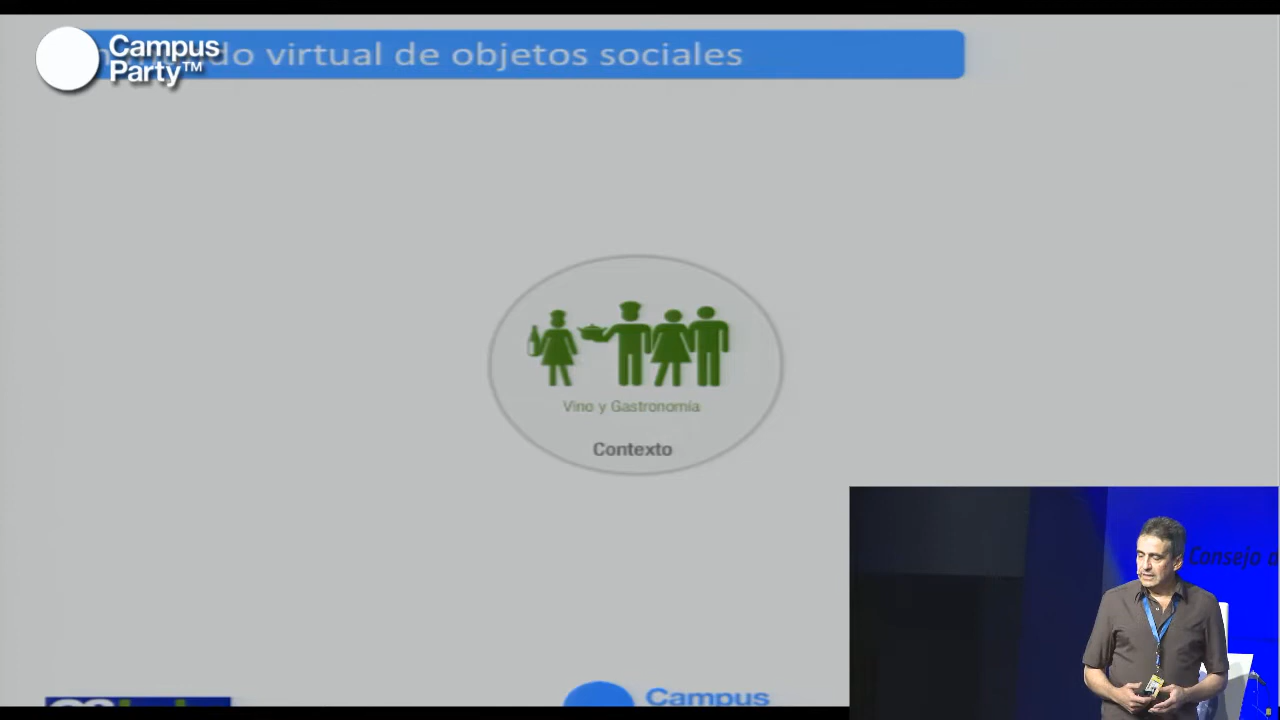 Campus
Party™
do virtual de objetos sociales
Vino y Gastronomía
Contexto
Consejo
Campus